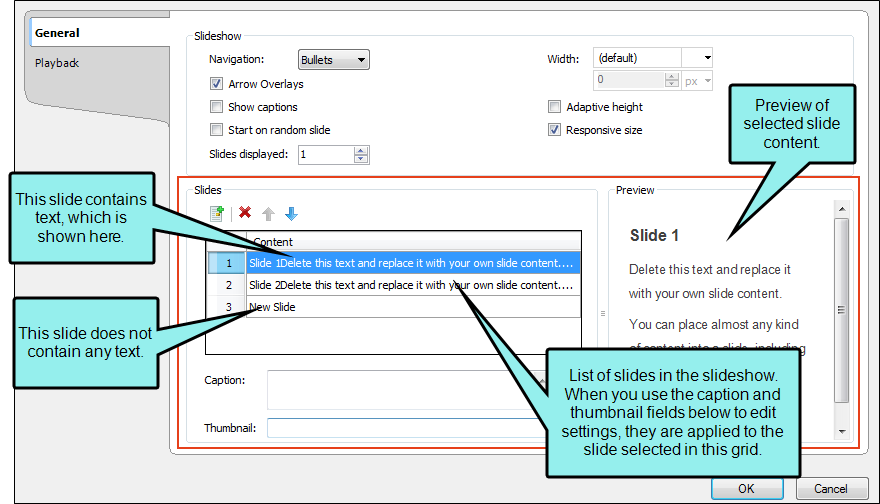 General
Playback
Slideshow
Navigation: Bullets
Width: (default)
0 px
Arrow Overlays
Show captions
Adaptive height
Start on random slide
Responsive size
Slides displayed: 1
Preview of
selected slide
content.
This slide contains
text, which is
shown here.
Slides
Content
1 Slide 1Delete this text and replace it with your own slide content....
2 Slide 2Delete this text and replace it with your own slide content....
3 New Slide
This slide does not
contain any text.
Caption:
Thumbnail:
List of slides in the slideshow.
When you use the caption and
thumbnail fields below to edit
settings, they are applied to the
slide selected in this grid.
Preview
Slide 1
Delete this text and replace it
with your own slide content.
You can place almost any kind
of content into a slide, including
OK
Cancel